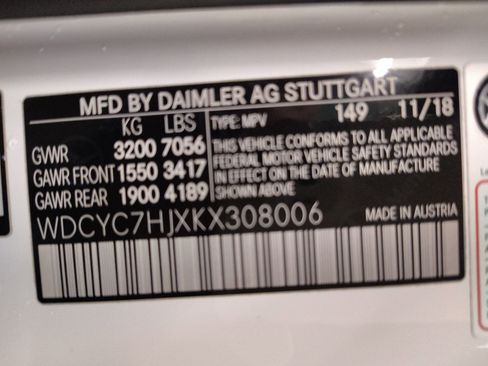 MFD BY DAIMLER AG STUTTGART
KG LBS TYPE: MPV 149 11/18
GVWR 3200 7056 THIS VEHICLE CONFORMS TO ALL APPLICABLE
GAWR FRONT 1550 3417 FEDERAL MOTOR VEHICLE SAFETY STANDARDS
GAWR REAR 1900 4189 IN EFFECT ON THE DATE OF MANUFACTURE
SHOWN ABOVE
WDCYC7HJXKX308006 MADE IN AUSTRIA